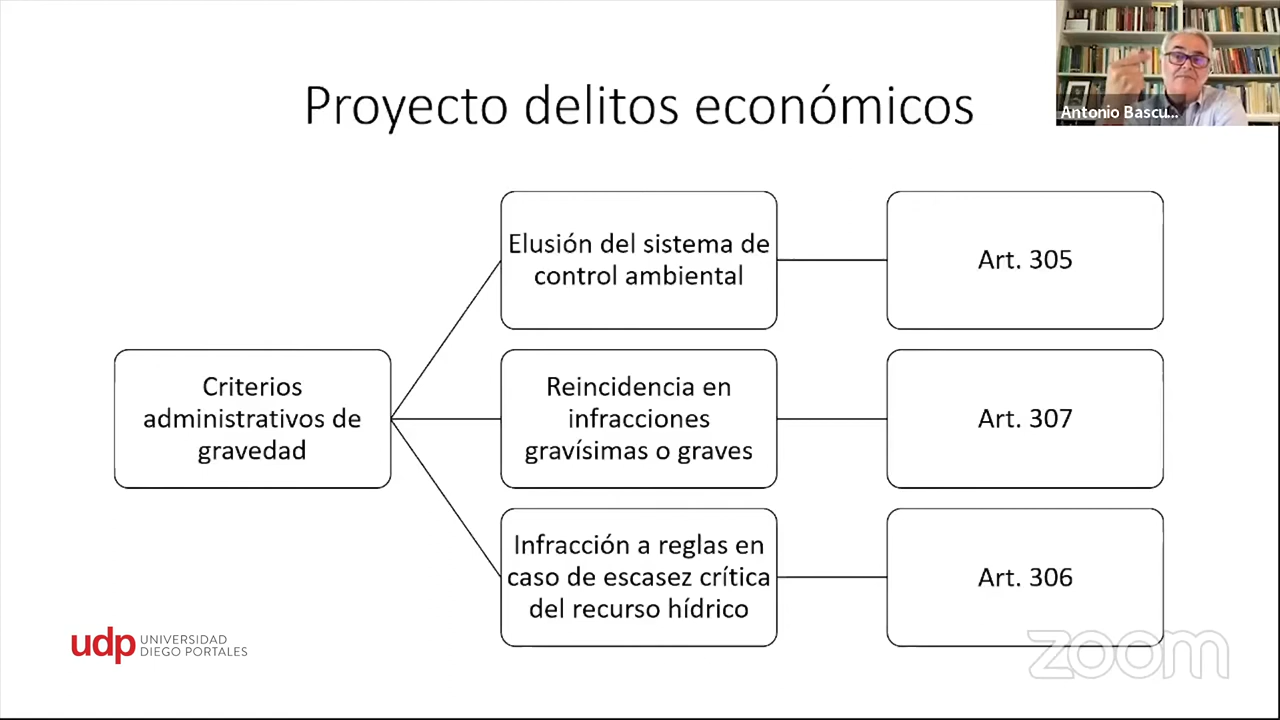 Proyecto delitos económicos
Antonio Bascu...
Criterios
administrativos de
gravedad
Elusión del sistema de
control ambiental
Art. 305
Reincidencia en
infracciones
gravísimas o graves
Art. 307
Infracción a reglas en
caso de escasez crítica
del recurso hídrico
Art. 306
udp UNIVERSIDAD
DIEGO PORTALES
zoom